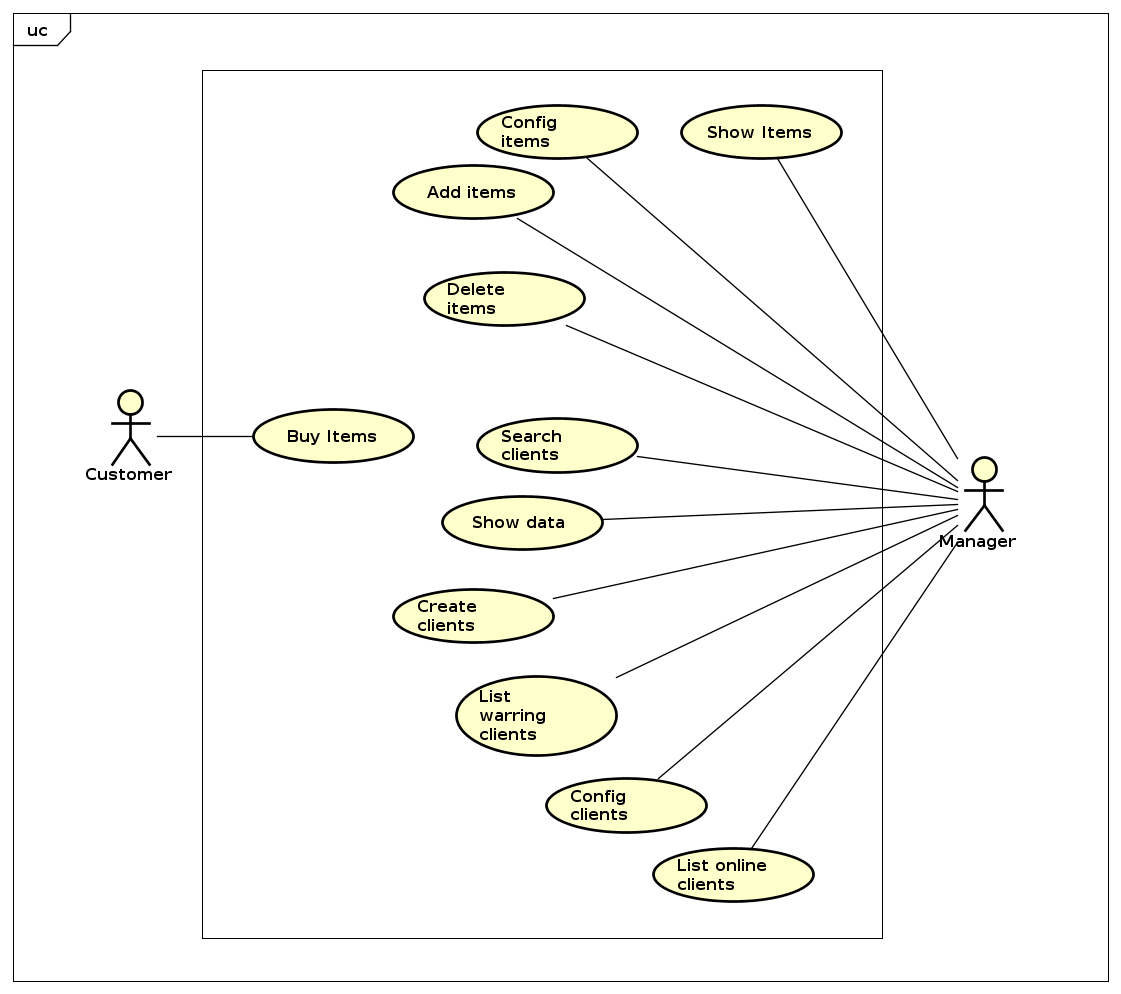 uc
Config
items
Show Items
Add items
Delete
items
Customer
Buy Items
Search
clients
Show data
Manager
Create
clients
List
warring
clients
Config
clients
List online
clients